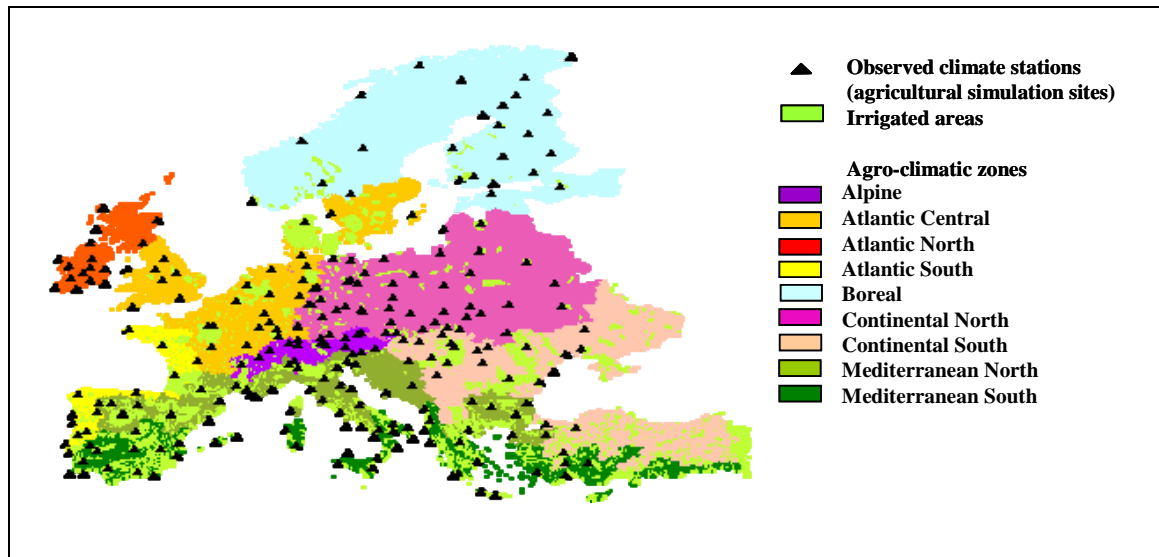 Observed climate stations
(agricultural simulation sites)
Irrigated areas
Agro-climatic zones
Alpine
Atlantic Central
Atlantic North
Atlantic South
Boreal
Continental North
Continental South
Mediterranean North
Mediterranean South